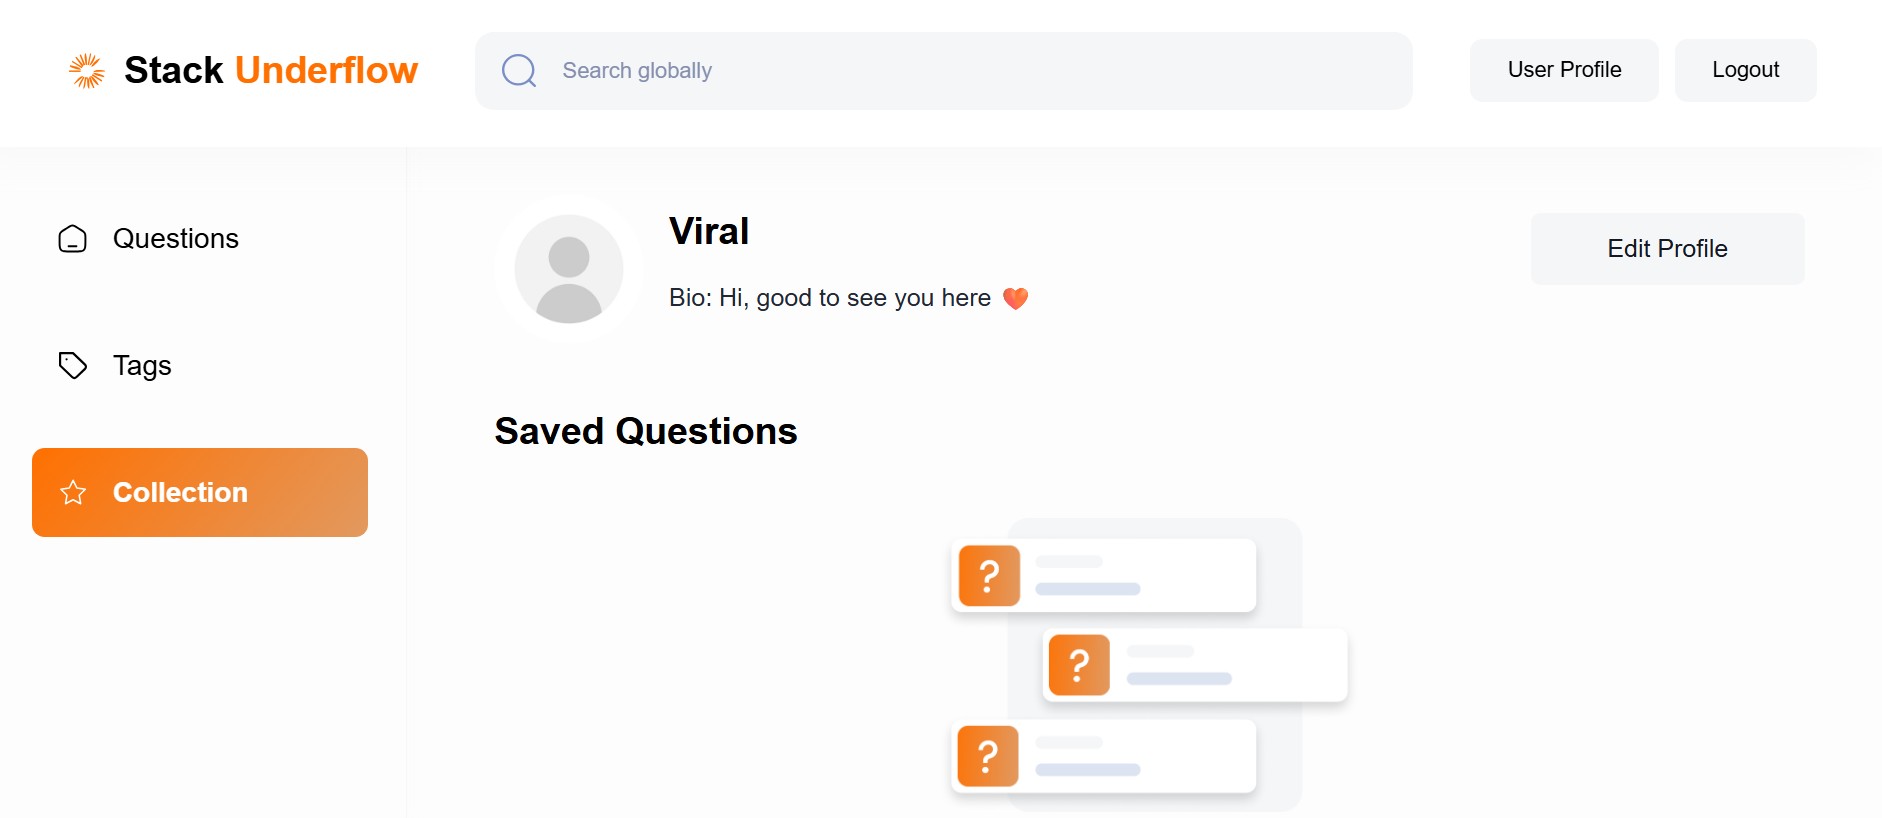 Stack Underflow
Search globally
User Profile
Logout
Questions
Tags
Collection
Viral
Bio: Hi, good to see you here 🧡
Edit Profile
Saved Questions
?
?
?